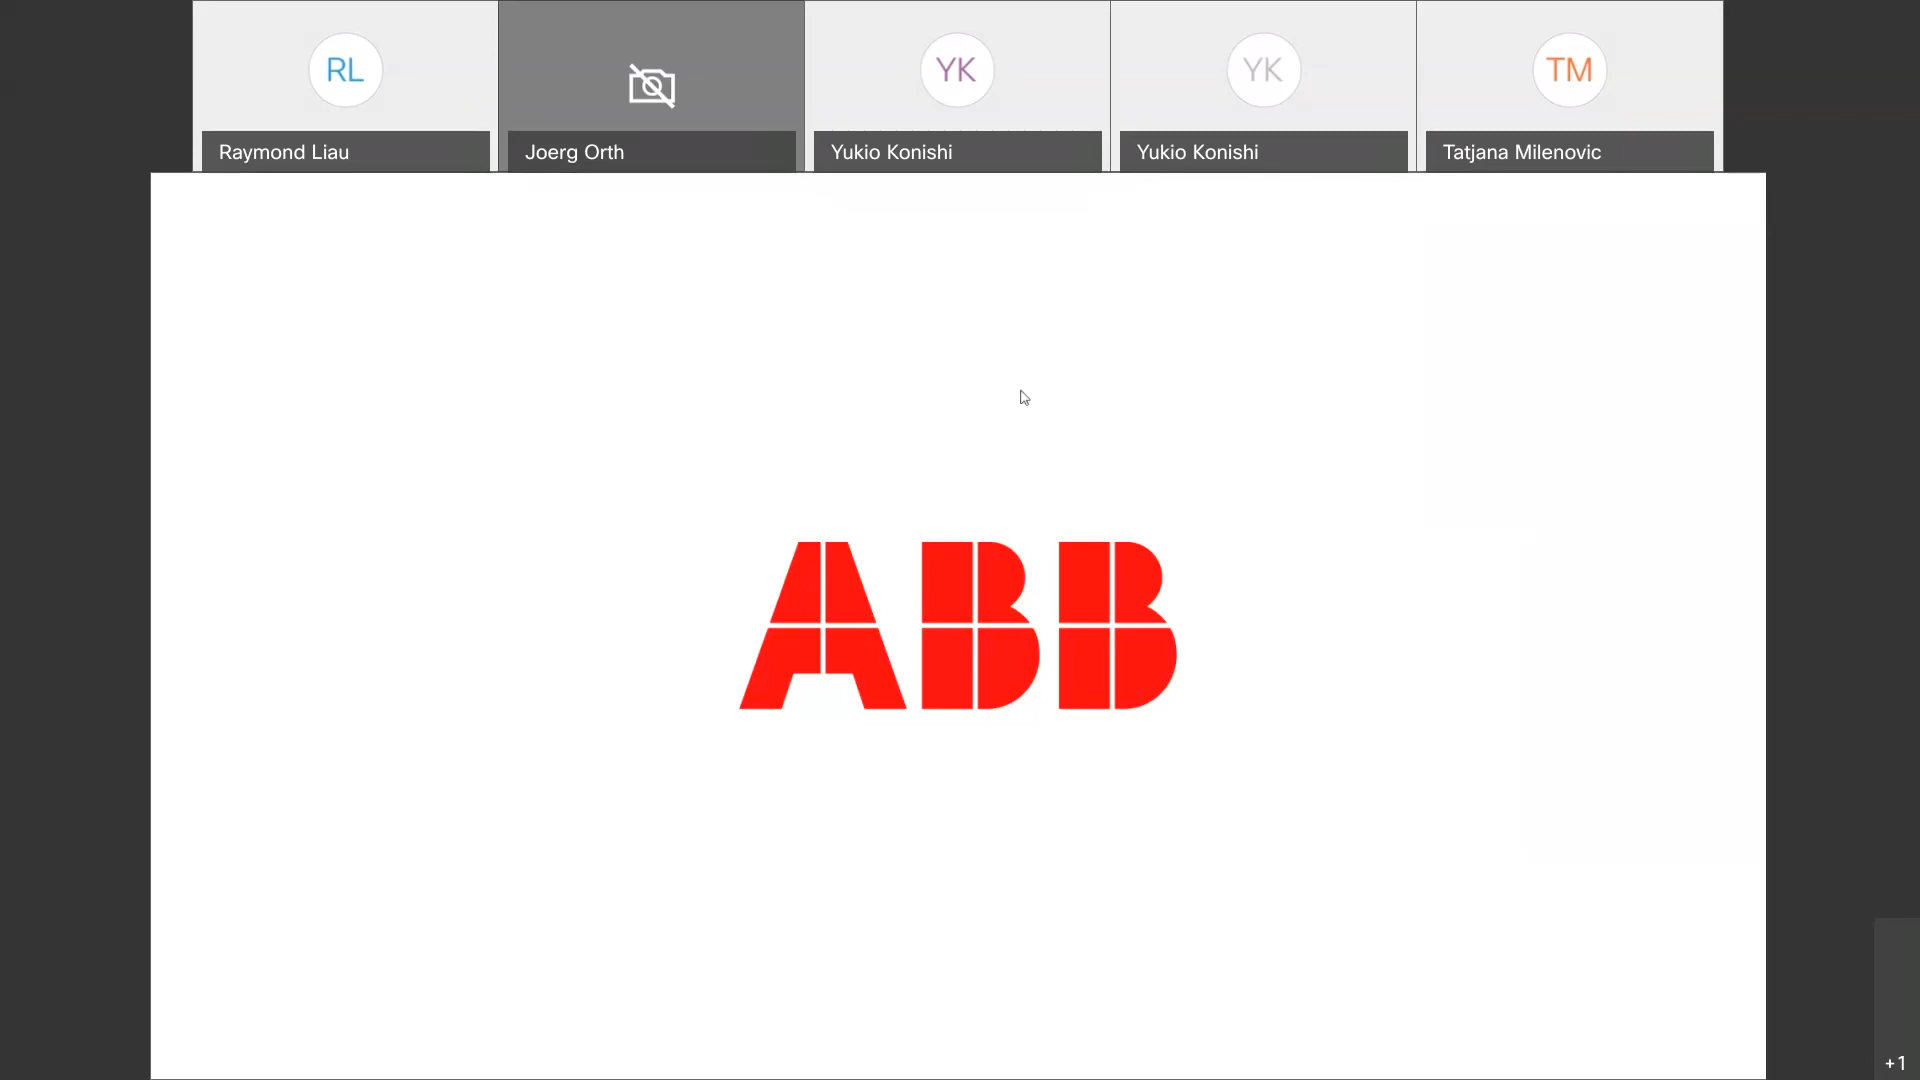 RL
YK
YK
TM
Raymond Liau
Joerg Orth
Yukio Konishi
Yukio Konishi
Tatjana Milenovic
ABB
+1